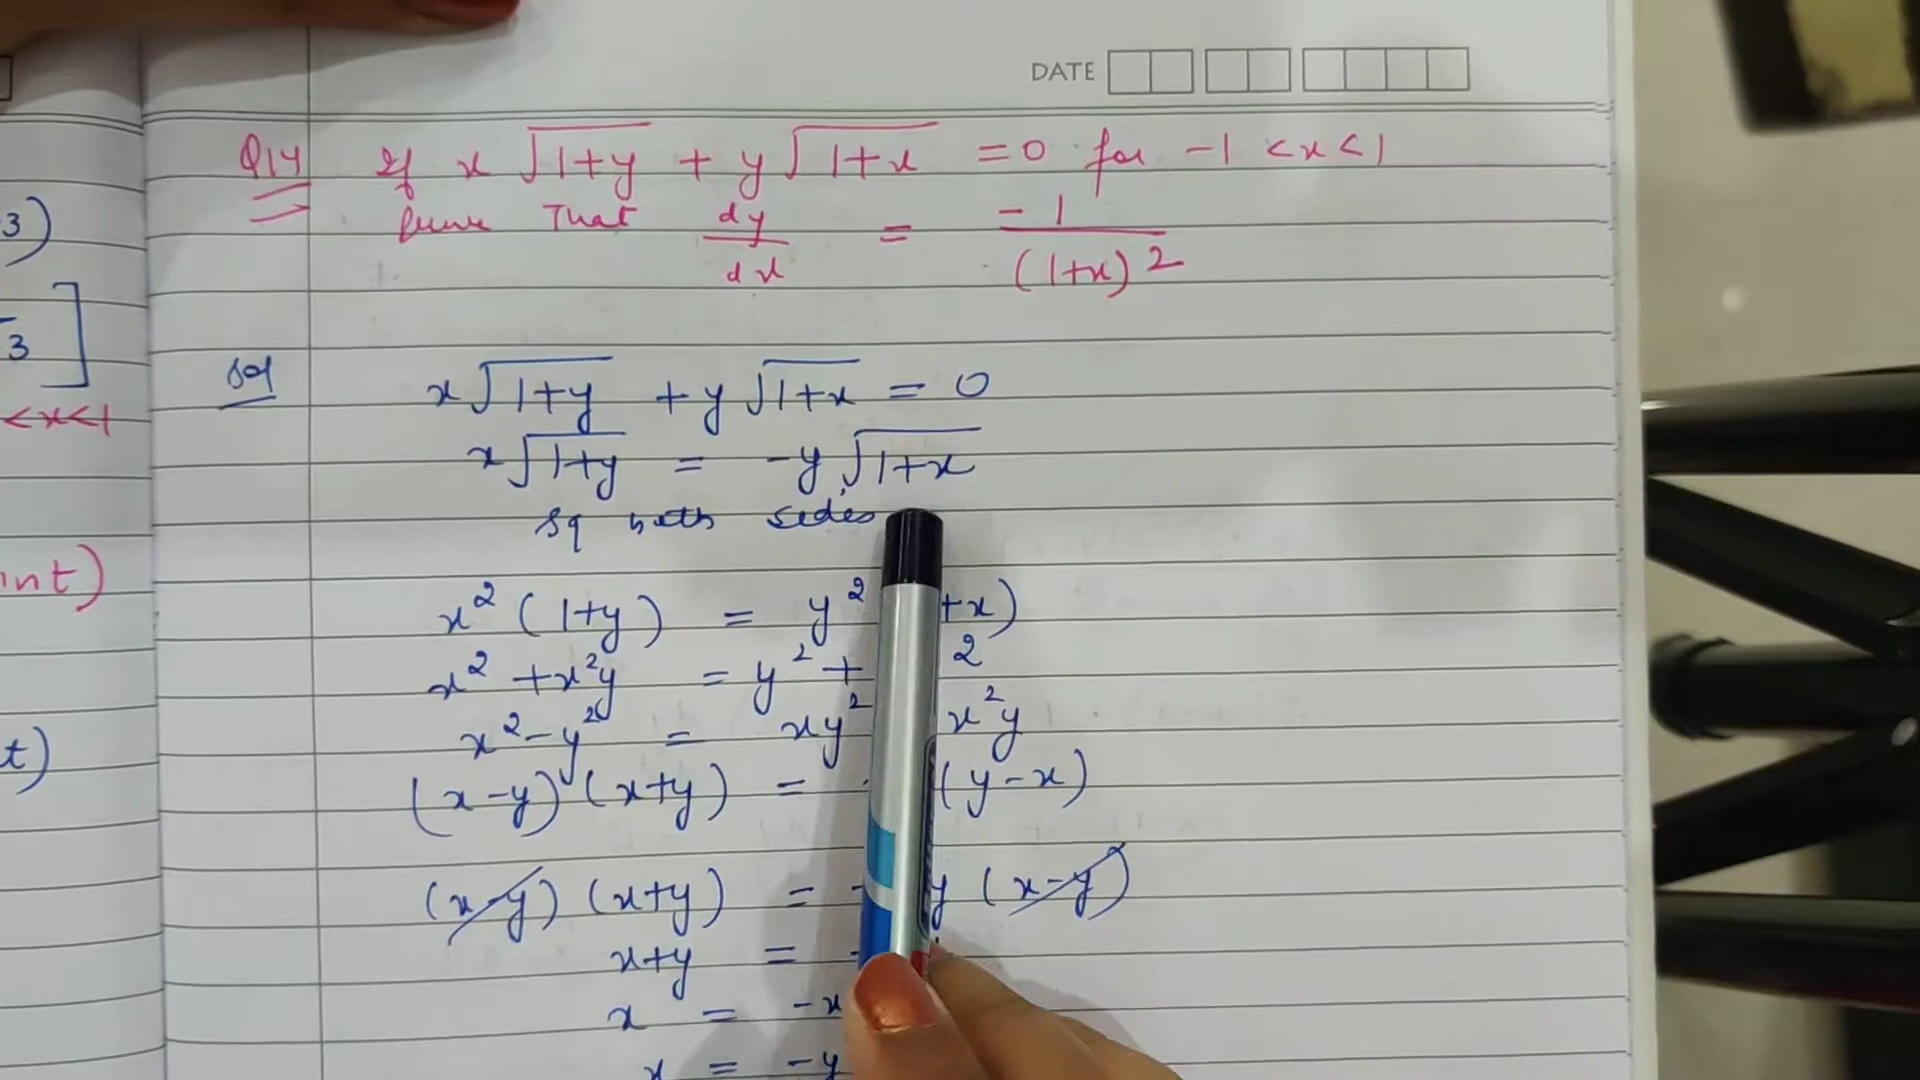 DATE
Q14 If x √1+y + y √1+x = 0 for -1 < x < 1
Prove That dy/dx = -1/(1+x)²
Sol
x √1+y + y √1+x = 0
x √1+y = -y √1+x
Sq both sides
x² (1+y) = y² +x)
x² + x²y = y² + 2
x² - y² = xy² x²y
(x-y) (x+y) = (y-x)
(x-y) (x+y) = - y (x-y)
x+y = -
x = -x
x = -y
3)
3 ]
<x<1
int)
t)